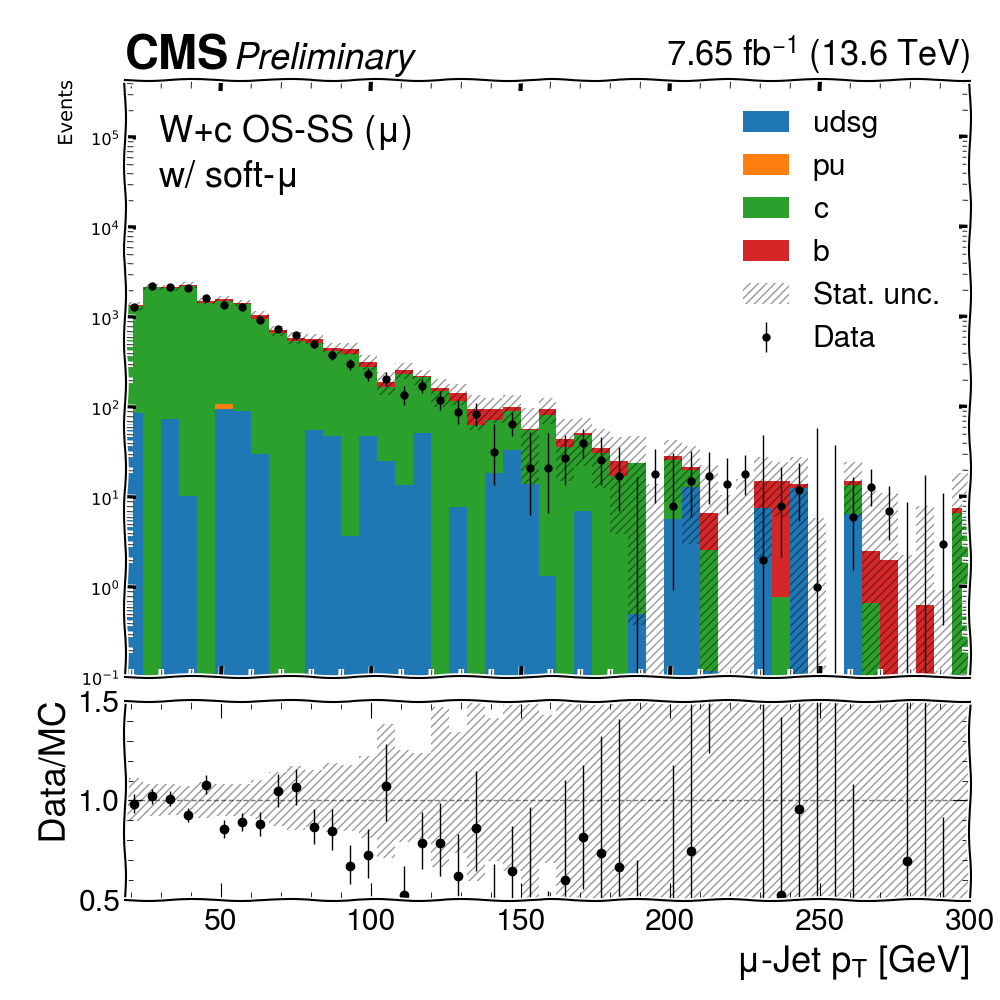 CMS Preliminary 7.65 fb⁻¹ (13.6 TeV)
Events
W+c OS-SS (μ)
w/ soft-μ
udsg
pu
c
b
Stat. unc.
Data
10⁵
10⁴
10³
10²
10¹
10⁰
10⁻¹
Data/MC
1.5
1.0
0.5
50 100 150 200 250 300
μ-Jet p_T [GeV]